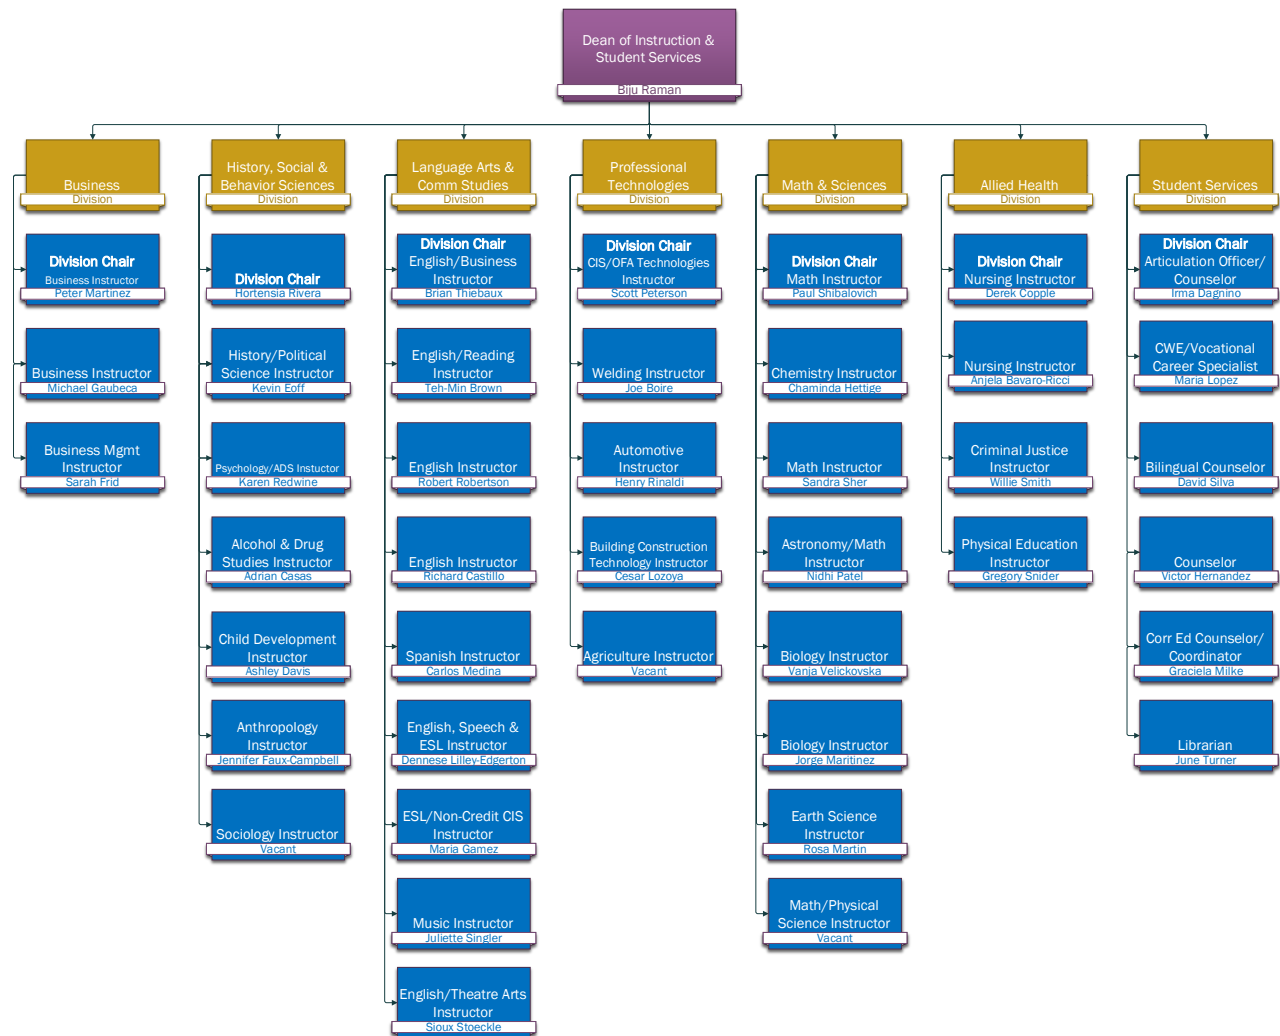 Dean of Instruction &
Student Services
Biju Raman
Business
Division
Division Chair
Business Instructor
Peter Martinez
Business Instructor
Michael Gaubeca
Business Mgmt
Instructor
Sarah Frid
History, Social &
Behavior Sciences
Division
Division Chair
Hortensia Rivera
History/Political
Science Instructor
Kevin Eoff
Psychology/ADS Instuctor
Karen Redwine
Alcohol & Drug
Studies Instructor
Adrian Casas
Child Development
Instructor
Ashley Davis
Anthropology
Instructor
Jennifer Faux-Campbell
Sociology Instructor
Vacant
Language Arts &
Comm Studies
Division
Division Chair
English/Business
Instructor
Brian Thiebaux
English/Reading
Instructor
Teh-Min Brown
English Instructor
Robert Robertson
English Instructor
Richard Castillo
Spanish Instructor
Carlos Medina
English, Speech &
ESL Instructor
Dennese Lilley-Edgerton
ESL/Non-Credit CIS
Instructor
Maria Gamez
Music Instructor
Juliette Singler
English/Theatre Arts
Instructor
Sioux Stoeckle
Professional
Technologies
Division
Division Chair
CIS/OFA Technologies
Instructor
Scott Peterson
Welding Instructor
Joe Boire
Automotive
Instructor
Henry Rinaldi
Building Construction
Technology Instructor
Cesar Lozoya
Agriculture Instructor
Vacant
Math & Sciences
Division
Division Chair
Math Instructor
Paul Shibalovich
Chemistry Instructor
Chaminda Hettige
Math Instructor
Sandra Sher
Astronomy/Math
Instructor
Nidhi Patel
Biology Instructor
Vanja Velickovska
Biology Instructor
Jorge Maritinez
Earth Science
Instructor
Rosa Martin
Math/Physical
Science Instructor
Vacant
Allied Health
Division
Division Chair
Nursing Instructor
Derek Copple
Nursing Instructor
Anjela Bavaro-Ricci
Criminal Justice
Instructor
Willie Smith
Physical Education
Instructor
Gregory Snider
Student Services
Division
Division Chair
Articulation Officer/
Counselor
Irma Dagnino
CWE/Vocational
Career Specialist
Maria Lopez
Bilingual Counselor
David Silva
Counselor
Victor Hernandez
Corr Ed Counselor/
Coordinator
Graciela Milke
Librarian
June Turner